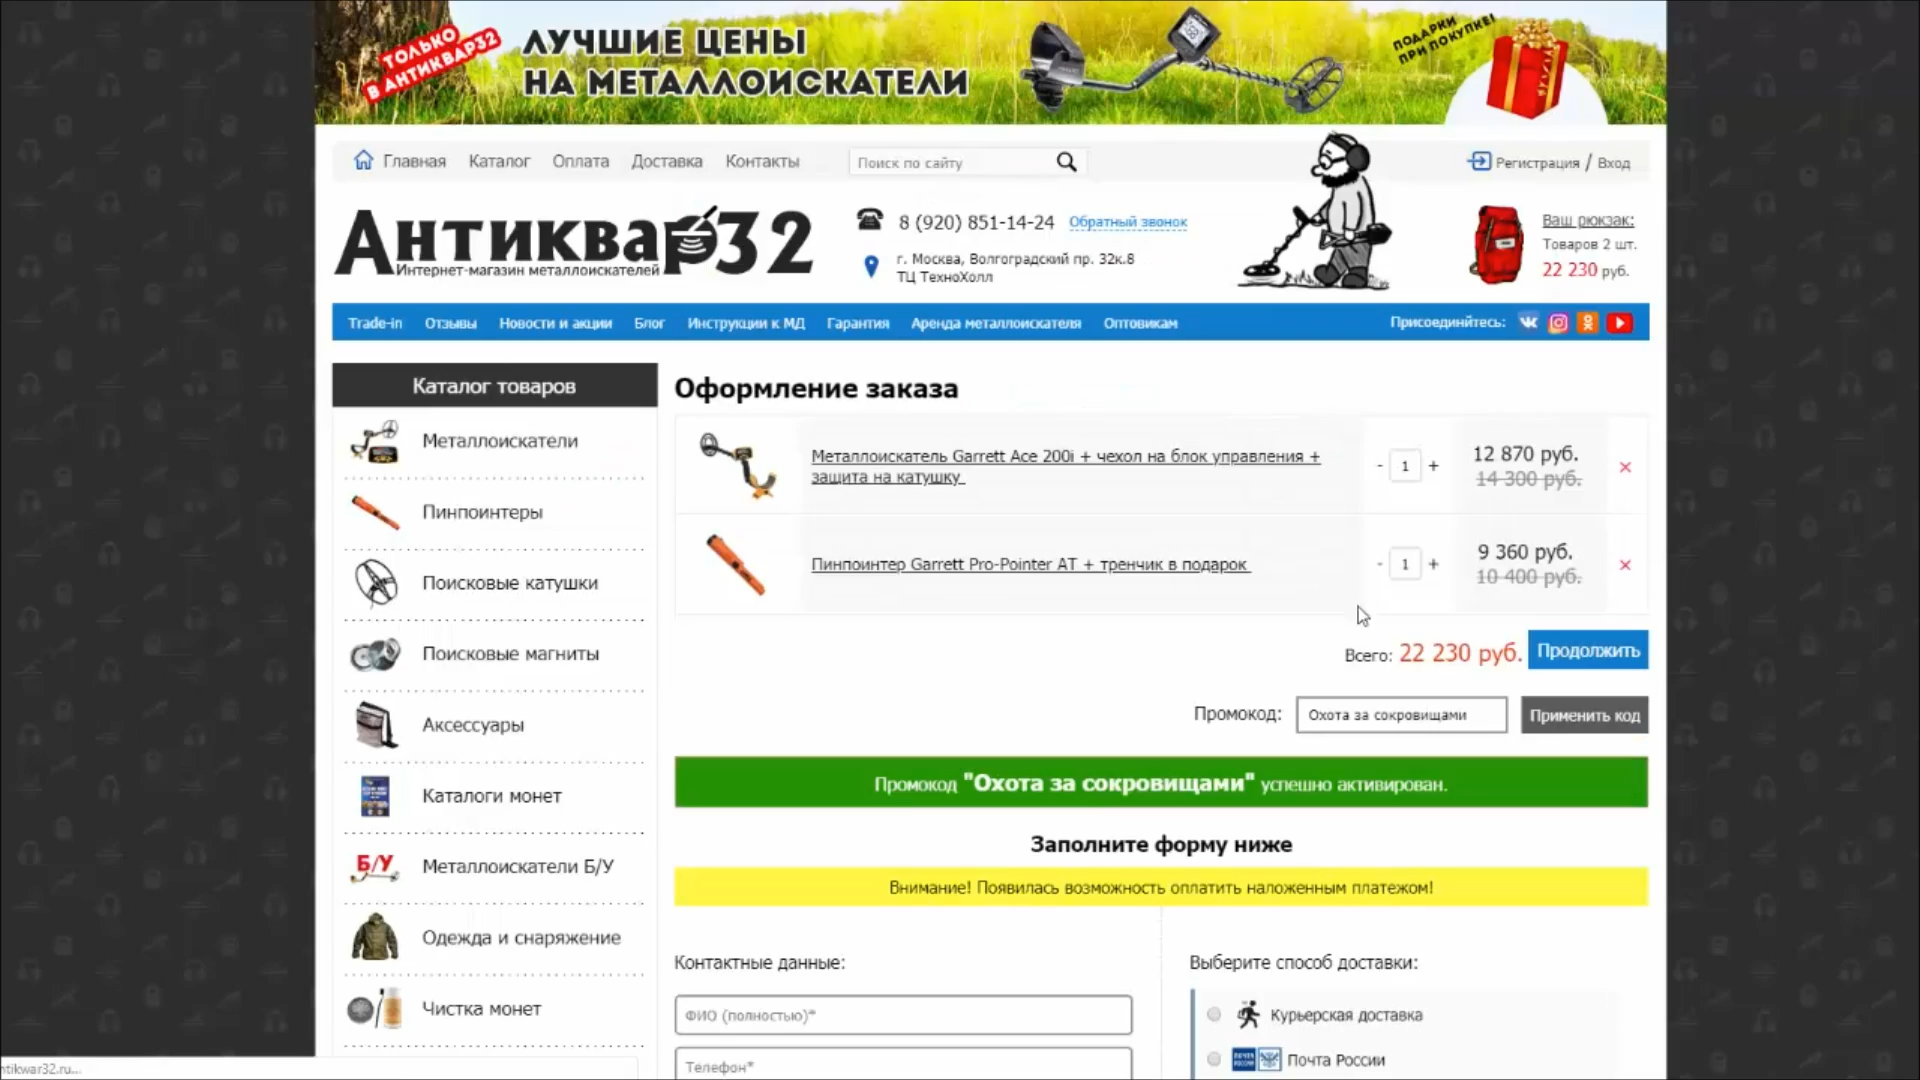 ТОЛЬКО
В АНТИКВАР32
ЛУЧШИЕ ЦЕНЫ
НА МЕТАЛЛОИСКАТЕЛИ
ПОДАРКИ
ПРИ ПОКУПКЕ!
Главная Каталог Оплата Доставка Контакты
Поиск по сайту
Регистрация / Вход
Антиквар32
Интернет-магазин металлоискателей
8 (920) 851-14-24 Обратный звонок
г. Москва, Волгоградский пр. 32к.8
ТЦ ТехноХолл
Ваш рюкзак:
Товаров 2 шт.
22 230 руб.
Trade-in Отзывы Новости и акции Блог Инструкции к МД Гарантия Аренда металлоискателя Оптовикам Присоединйтесь:
Каталог товаров
Металлоискатели
Пинпоинтеры
Поисковые катушки
Поисковые магниты
Аксессуары
Каталоги монет
Б/У
Металлоискатели Б/У
Одежда и снаряжение
Чистка монет
Оформление заказа
Металлоискатель Garrett Ace 200i + чехол на блок управления +
защита на катушку
- 1 +
12 870 руб.
14 300 руб.
×
Пинпоинтер Garrett Pro-Pointer AT + тренчик в подарок
- 1 +
9 360 руб.
10 400 руб.
×
Всего: 22 230 руб. Продолжить
Промокод: Охота за сокровищами Применить код
Промокод "Охота за сокровищами" успешно активирован.
Заполните форму ниже
Внимание! Появилась возможность оплатить наложенным платежом!
Контактные данные:
ФИО (полностью)*
Телефон*
Выберите способ доставки:
Курьерская доставка
Почта России
ntikwar32.ru...